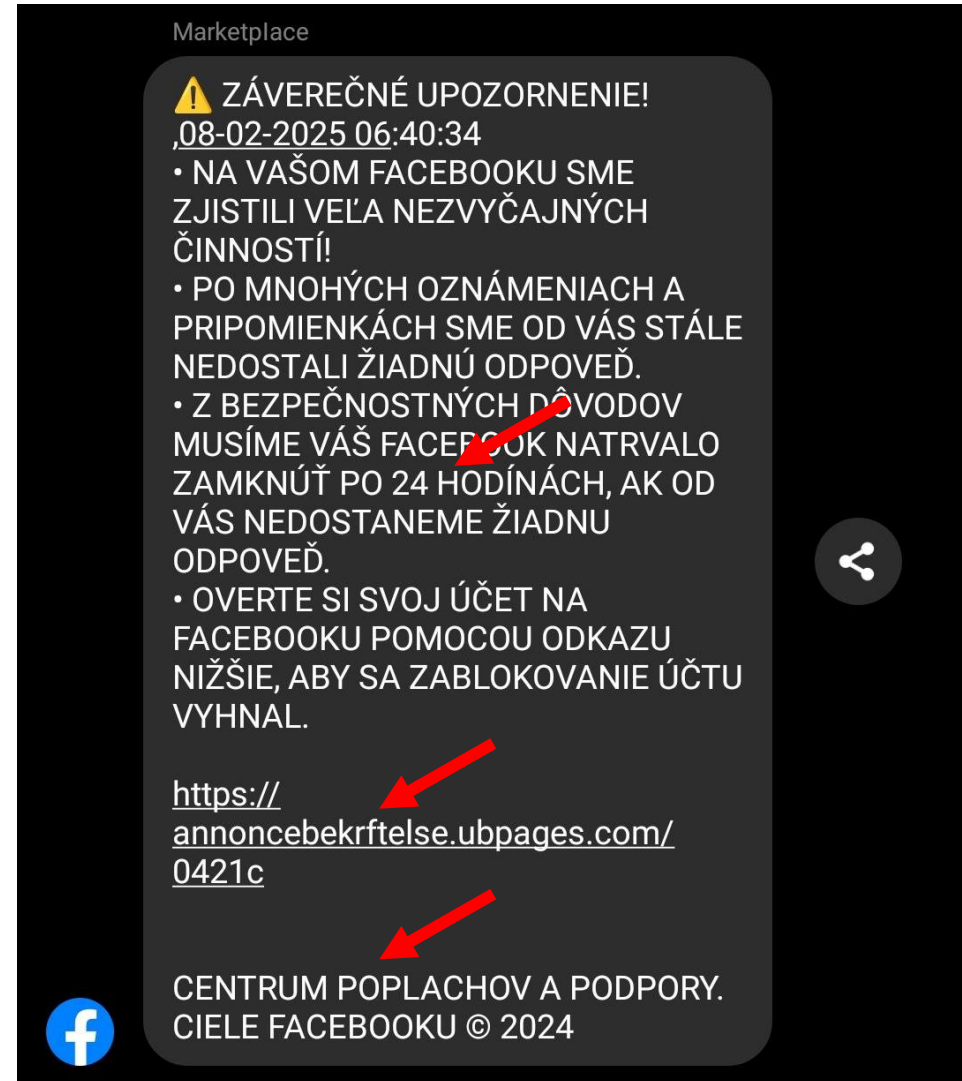 Marketplace
⚠ ZÁVEREČNÉ UPOZORNENIE!
,08-02-2025 06:40:34
• NA VAŠOM FACEBOOKU SME
ZJISTILI VEĽA NEZVYČAJNÝCH
ČINNOSTÍ!
• PO MNOHÝCH OZNÁMENIACH A
PRIPOMIENKÁCH SME OD VÁS STÁLE
NEDOSTALI ŽIADNÚ ODPOVEĎ.
• Z BEZPEČNOSTNÝCH DÔVODOV
MUSÍME VÁŠ FACEBOOK NATRVALO
ZAMKNÚŤ PO 24 HODÍNÁCH, AK OD
VÁS NEDOSTANEME ŽIADNU
ODPOVEĎ.
• OVERTE SI SVOJ ÚČET NA
FACEBOOKU POMOCOU ODKAZU
NIŽŠIE, ABY SA ZABLOKOVANIE ÚČTU
VYHNAL.
https://
annoncebekrftelse.ubpages.com/
0421c
CENTRUM POPLACHOV A PODPORY.
CIELE FACEBOOKU © 2024